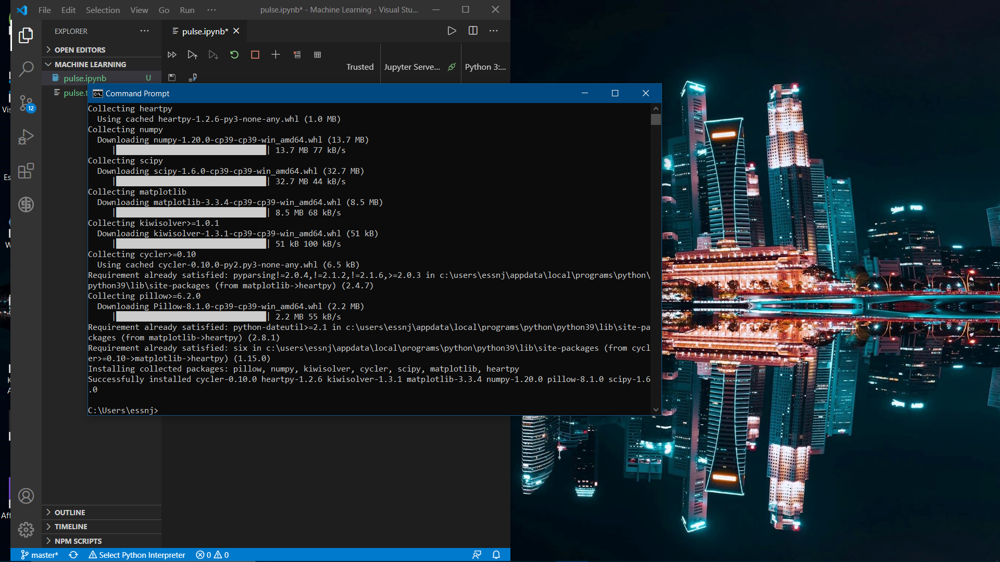 File Edit Selection View Go Run ···
pulse.ipynb* - Machine Learning - Visual Stu...
EXPLORER
pulse.ipynb*
OPEN EDITORS
MACHINE LEARNING
Trusted
Jupyter Serve...
Python 3:...
pulse.ipynb U
pulse.t
Vis
Es
W
K
A
Aff
Command Prompt
Collecting heartpy
Using cached heartpy-1.2.6-py3-none-any.whl (1.0 MB)
Collecting numpy
Downloading numpy-1.20.0-cp39-cp39-win_amd64.whl (13.7 MB)
| | 13.7 MB 77 kB/s
Collecting scipy
Downloading scipy-1.6.0-cp39-cp39-win_amd64.whl (32.7 MB)
| | 32.7 MB 44 kB/s
Collecting matplotlib
Downloading matplotlib-3.3.4-cp39-cp39-win_amd64.whl (8.5 MB)
| | 8.5 MB 68 kB/s
Collecting kiwisolver>=1.0.1
Downloading kiwisolver-1.3.1-cp39-cp39-win_amd64.whl (51 kB)
| | 51 kB 100 kB/s
Collecting cycler>=0.10
Using cached cycler-0.10.0-py2.py3-none-any.whl (6.5 kB)
Requirement already satisfied: pyparsing!=2.0.4,!=2.1.2,!=2.1.6,>=2.0.3 in c:\users\essnj\appdata\local\programs\python\
python39\lib\site-packages (from matplotlib->heartpy) (2.4.7)
Collecting pillow>=6.2.0
Downloading Pillow-8.1.0-cp39-cp39-win_amd64.whl (2.2 MB)
| | 2.2 MB 55 kB/s
Requirement already satisfied: python-dateutil>=2.1 in c:\users\essnj\appdata\local\programs\python\python39\lib\site-pa
ckages (from matplotlib->heartpy) (2.8.1)
Requirement already satisfied: six in c:\users\essnj\appdata\local\programs\python\python39\lib\site-packages (from cycl
er>=0.10->matplotlib->heartpy) (1.15.0)
Installing collected packages: pillow, numpy, kiwisolver, cycler, scipy, matplotlib, heartpy
Successfully installed cycler-0.10.0 heartpy-1.2.6 kiwisolver-1.3.1 matplotlib-3.3.4 numpy-1.20.0 pillow-8.1.0 scipy-1.6
.0
C:\Users\essnj>
12
OUTLINE
TIMELINE
NPM SCRIPTS
master* Select Python Interpreter 0 0